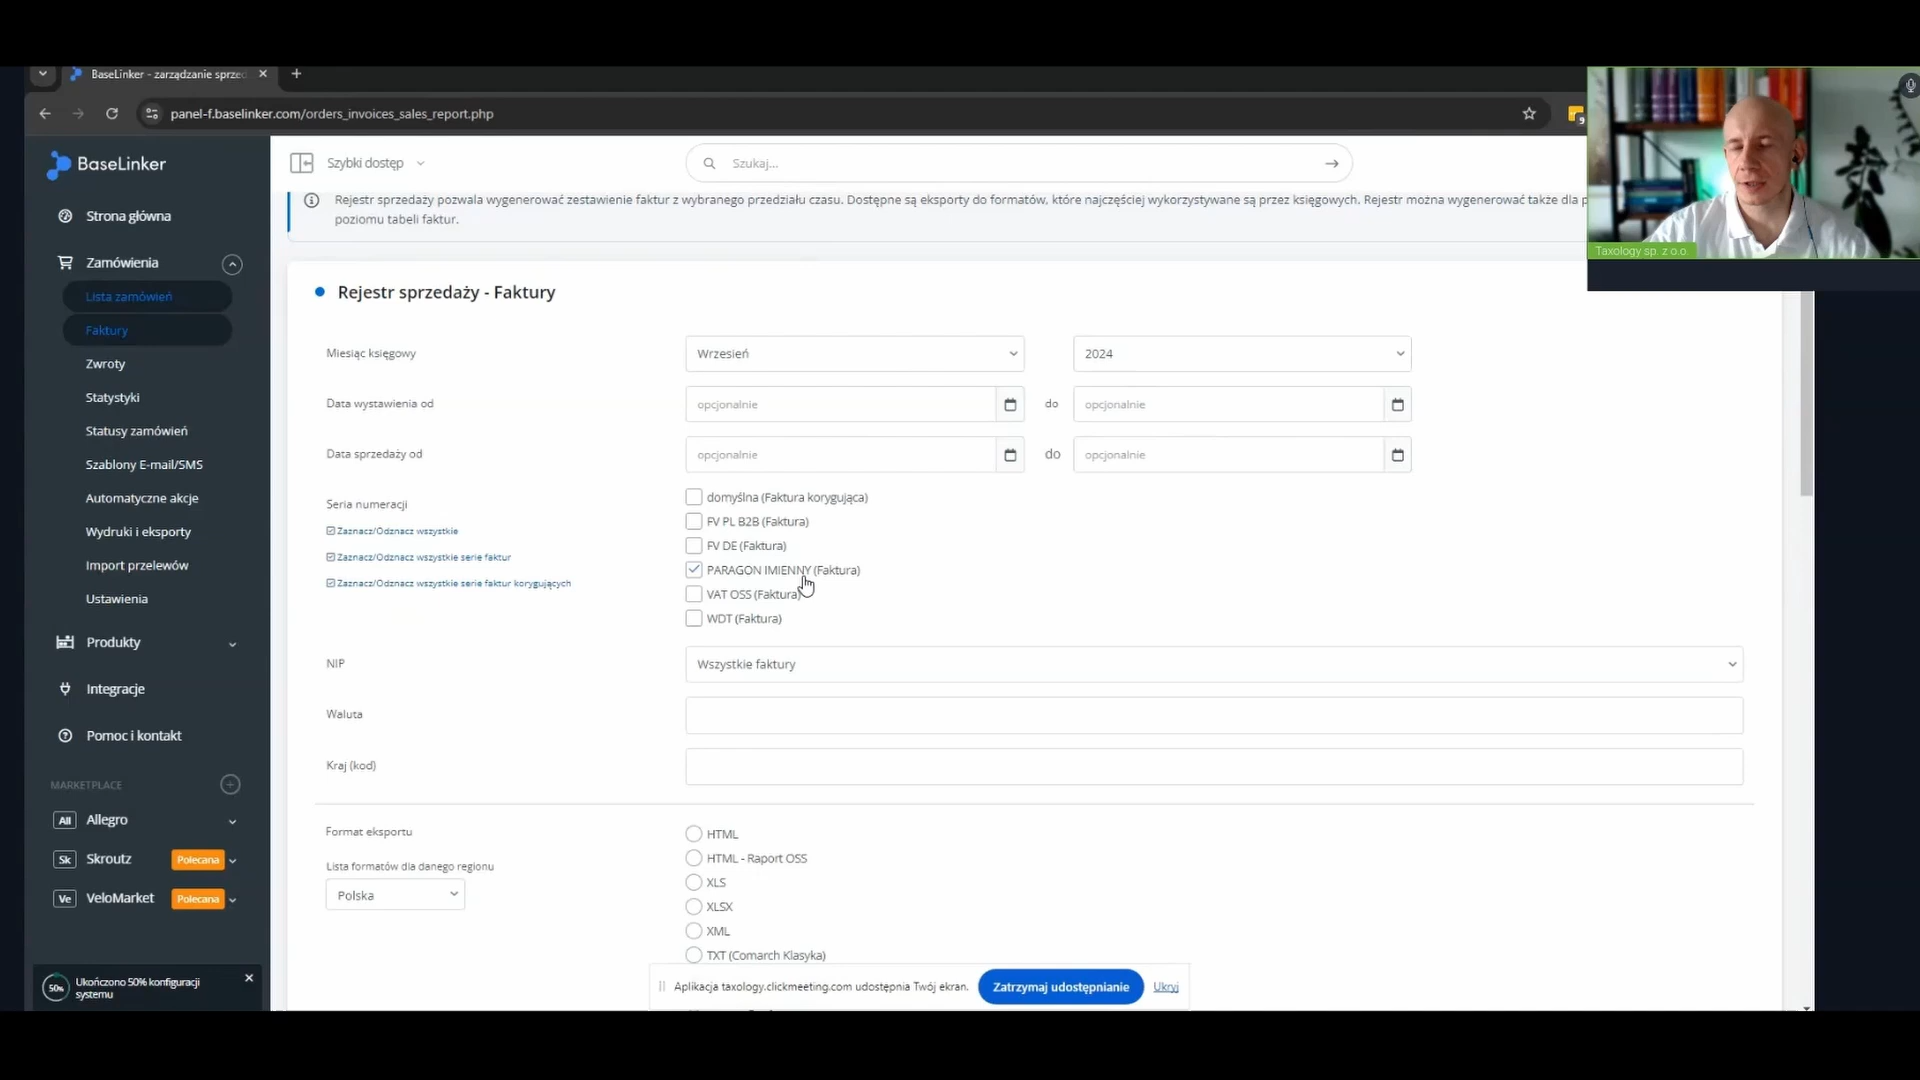 BaseLinker - zarządzanie sprzed
panel-f.baselinker.com/orders_invoices_sales_report.php
9
BaseLinker
Szybki dostęp
Szukaj...
Taxology sp. z o.o.
Rejestr sprzedaży pozwala wygenerować zestawienie faktur z wybranego przedziału czasu. Dostępne są eksporty do formatów, które najczęściej wykorzystywane są przez księgowych. Rejestr można wygenerować także dla p
poziomu tabeli faktur.
Strona główna
Zamówienia
Lista zamówień
Faktury
Zwroty
Statystyki
Statusy zamówień
Szablony E-mail/SMS
Automatyczne akcje
Wydruki i eksporty
Import przelewów
Ustawienia
Produkty
Integracje
Pomoc i kontakt
MARKETPLACE
All Allegro
Sk Skroutz Polecana
Ve VeloMarket Polecana
50% Ukończono 50% konfiguracji
systemu
Rejestr sprzedaży - Faktury
Miesiąc księgowy Wrzesień 2024
Data wystawienia od opcjonalnie do opcjonalnie
Data sprzedaży od opcjonalnie do opcjonalnie
Seria numeracji
Zaznacz/Odznacz wszystkie
Zaznacz/Odznacz wszystkie serie faktur
Zaznacz/Odznacz wszystkie serie faktur korygujących
domyślna (Faktura korygująca)
FV PL B2B (Faktura)
FV DE (Faktura)
PARAGON IMIENNY (Faktura)
VAT OSS (Faktura)
WDT (Faktura)
NIP Wszystkie faktury
Waluta
Kraj (kod)
Format eksportu
Lista formatów dla danego regionu
Polska
HTML
HTML - Raport OSS
XLS
XLSX
XML
TXT (Comarch Klasyka)
Aplikacja taxology.clickmeeting.com udostępnia Twój ekran. Zatrzymaj udostępnianie Ukryj